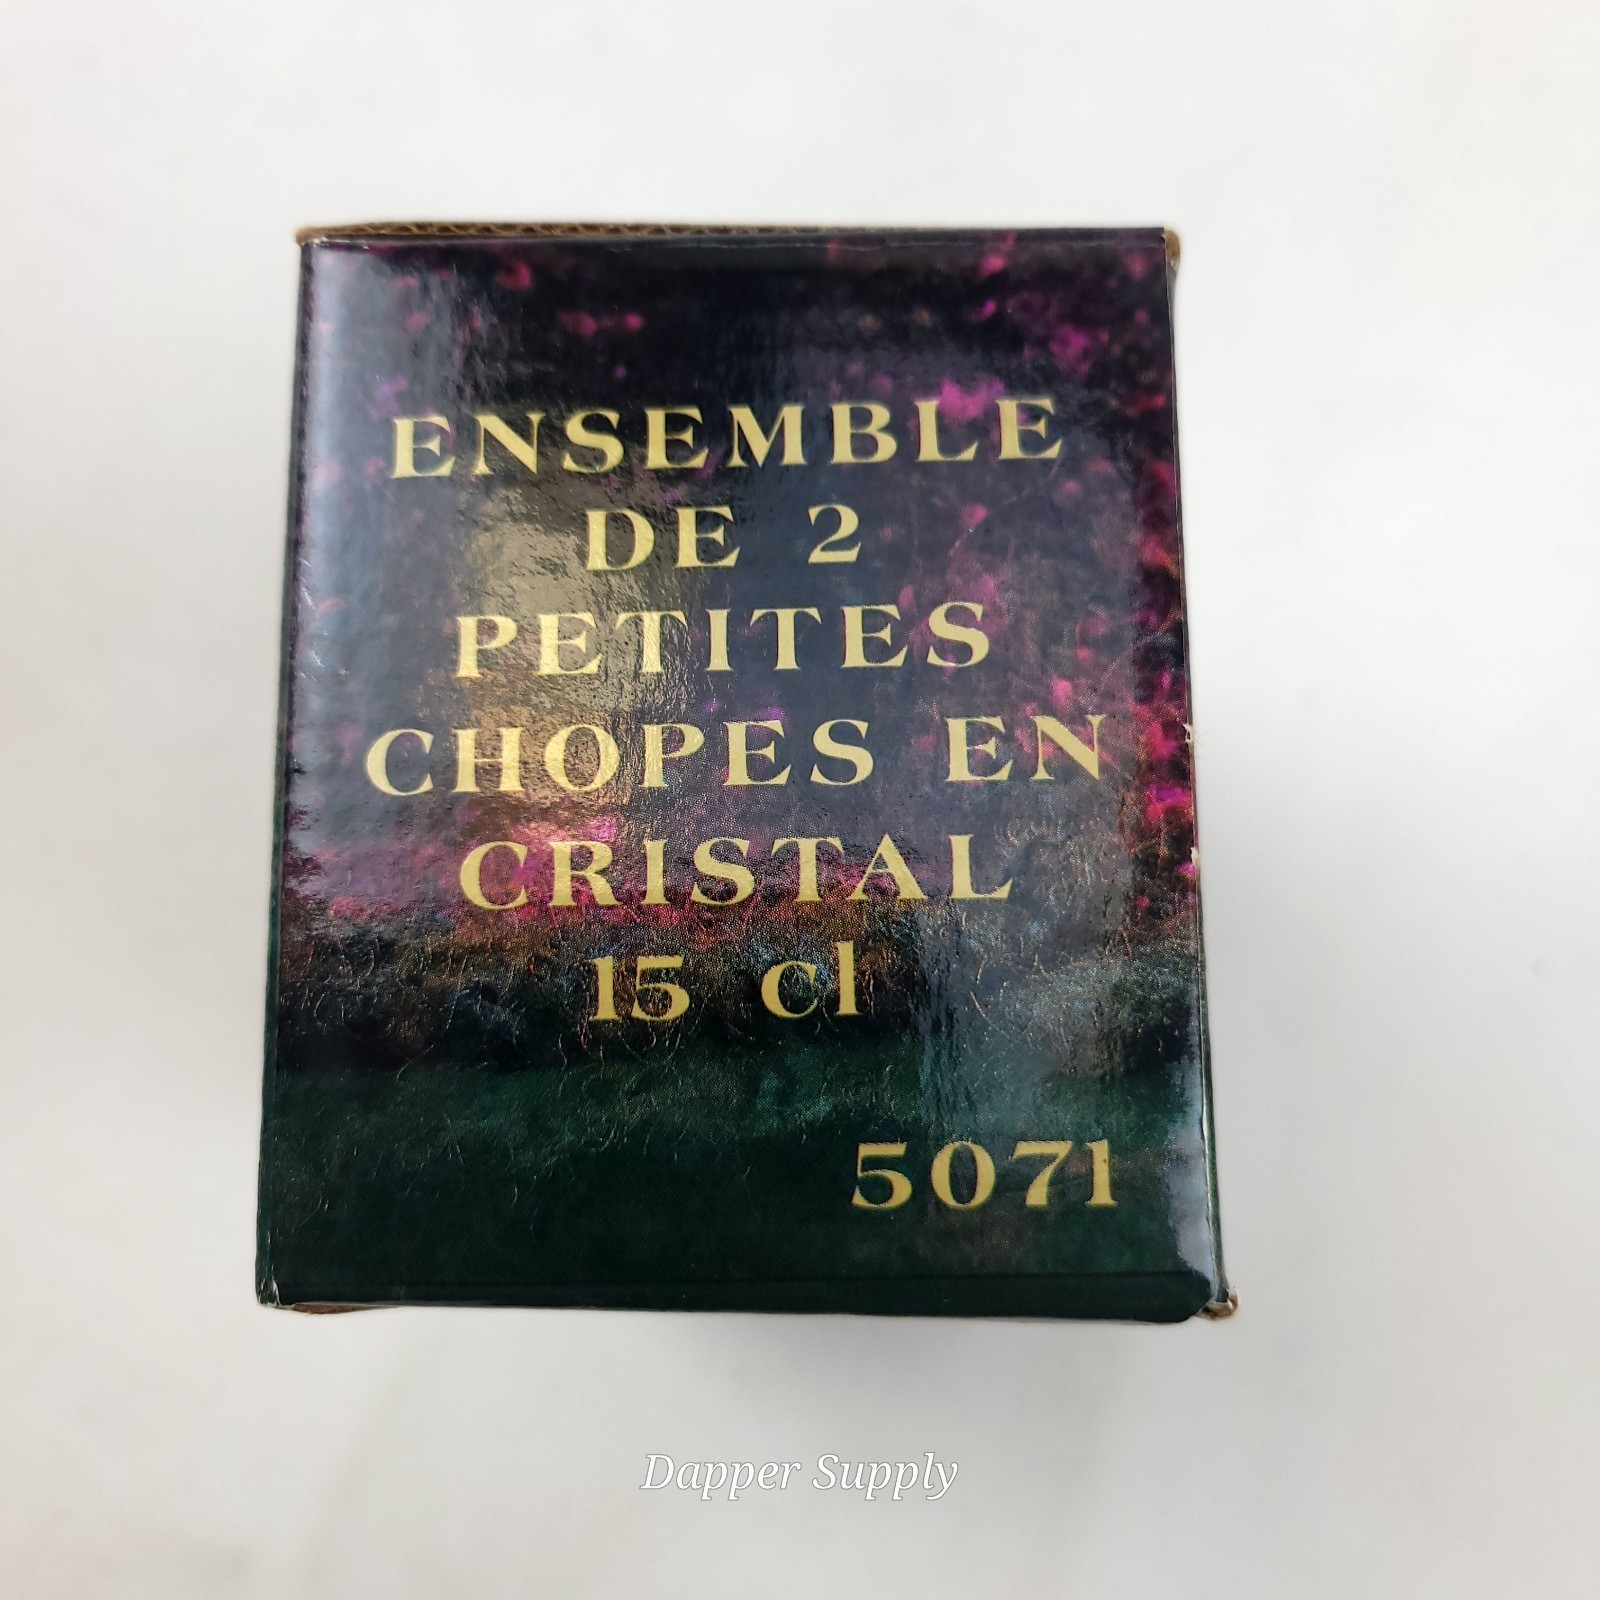 ENSEMBLE
DE 2
PETITES
CHOPES EN
CRISTAL
15 cl
5071
Dapper Supply